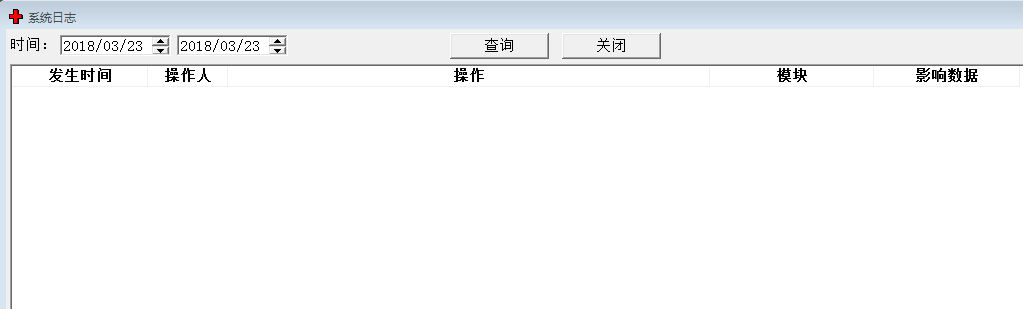 系统日志
时间: 2018/03/23 2018/03/23 查询 关闭
发生时间 操作人 操作 模块 影响数据